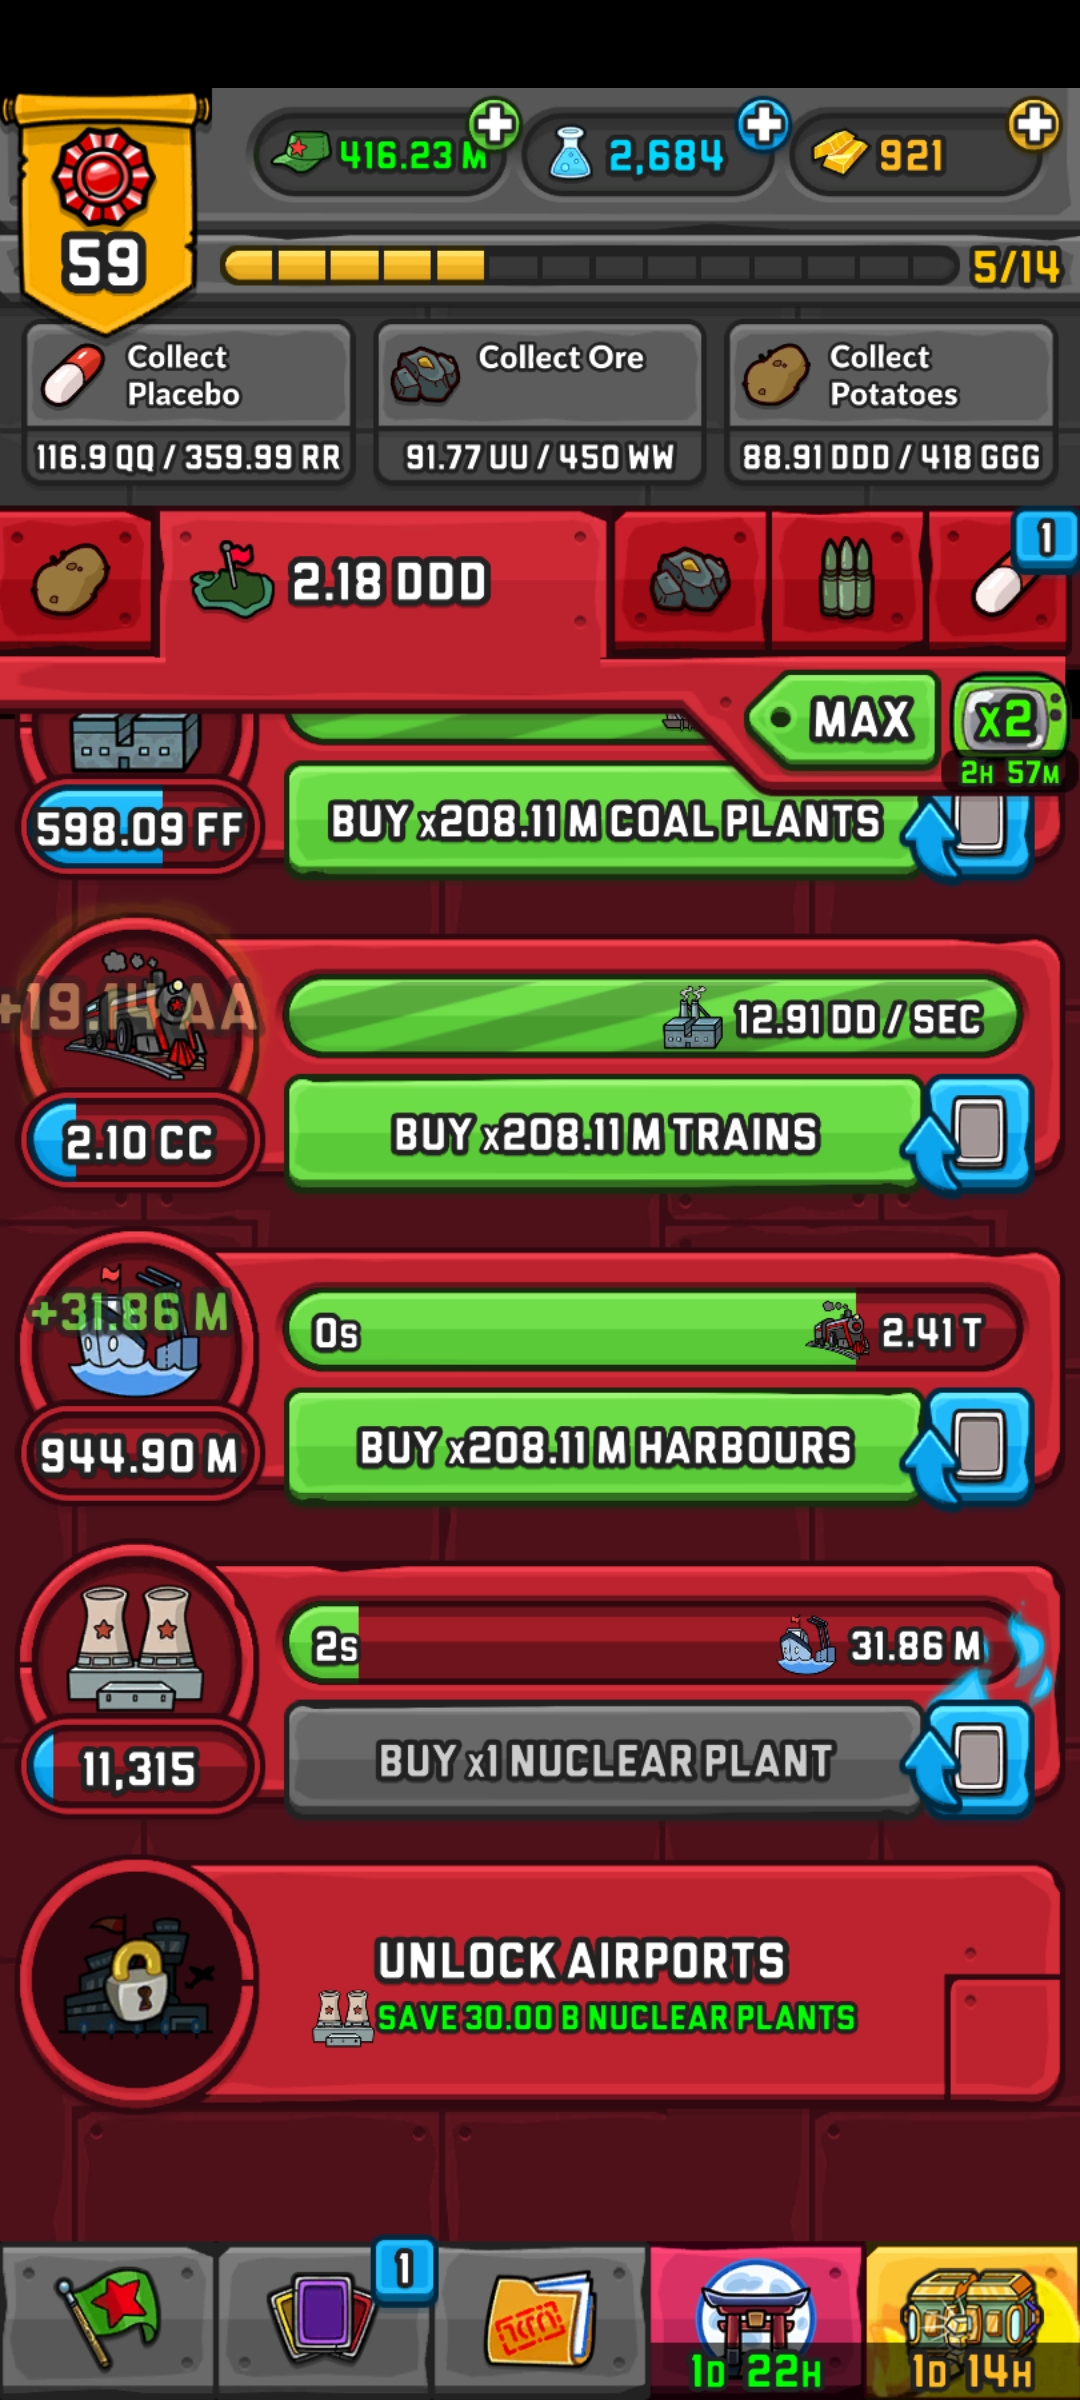 416.23 M
2,684
921
59
5/14
Collect
Placebo
116.9 QQ / 359.99 RR
Collect Ore
91.77 UU / 450 WW
Collect
Potatoes
88.91 DDD / 418 GGG
2.18 DDD
1
MAX
x2
2H 57M
598.09 FF
BUY x208.11 M COAL PLANTS
+19.14 AA
12.91 DD / SEC
2.10 CC
BUY x208.11 M TRAINS
+31.86 M
0s
2.41 T
944.90 M
BUY x208.11 M HARBOURS
2s
31.86 M
11,315
BUY x1 NUCLEAR PLANT
UNLOCK AIRPORTS
SAVE 30.00 B NUCLEAR PLANTS
1
1D 22H
1D 14H